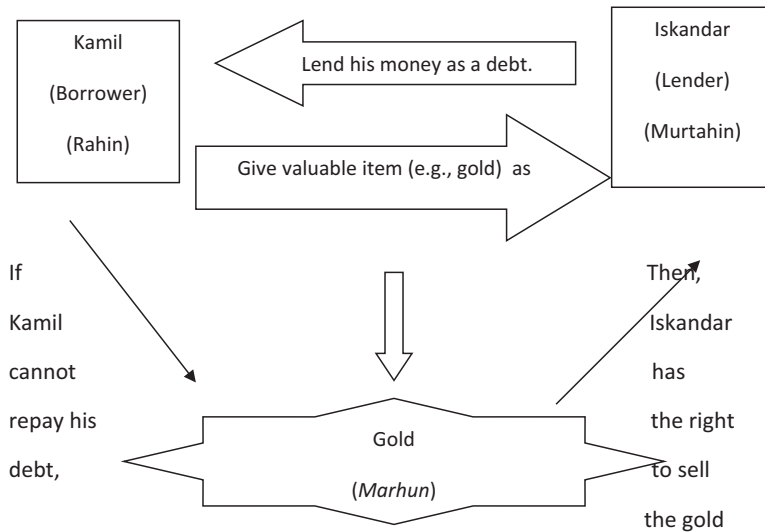 Kamil
(Borrower)
(Rahin)
Lend his money as a debt.
Iskandar
(Lender)
(Murtahin)
Give valuable item (e.g., gold) as
If
Kamil
cannot
repay his
debt,
Then,
Iskandar
has
the right
to sell
the gold
Gold
(Marhun)